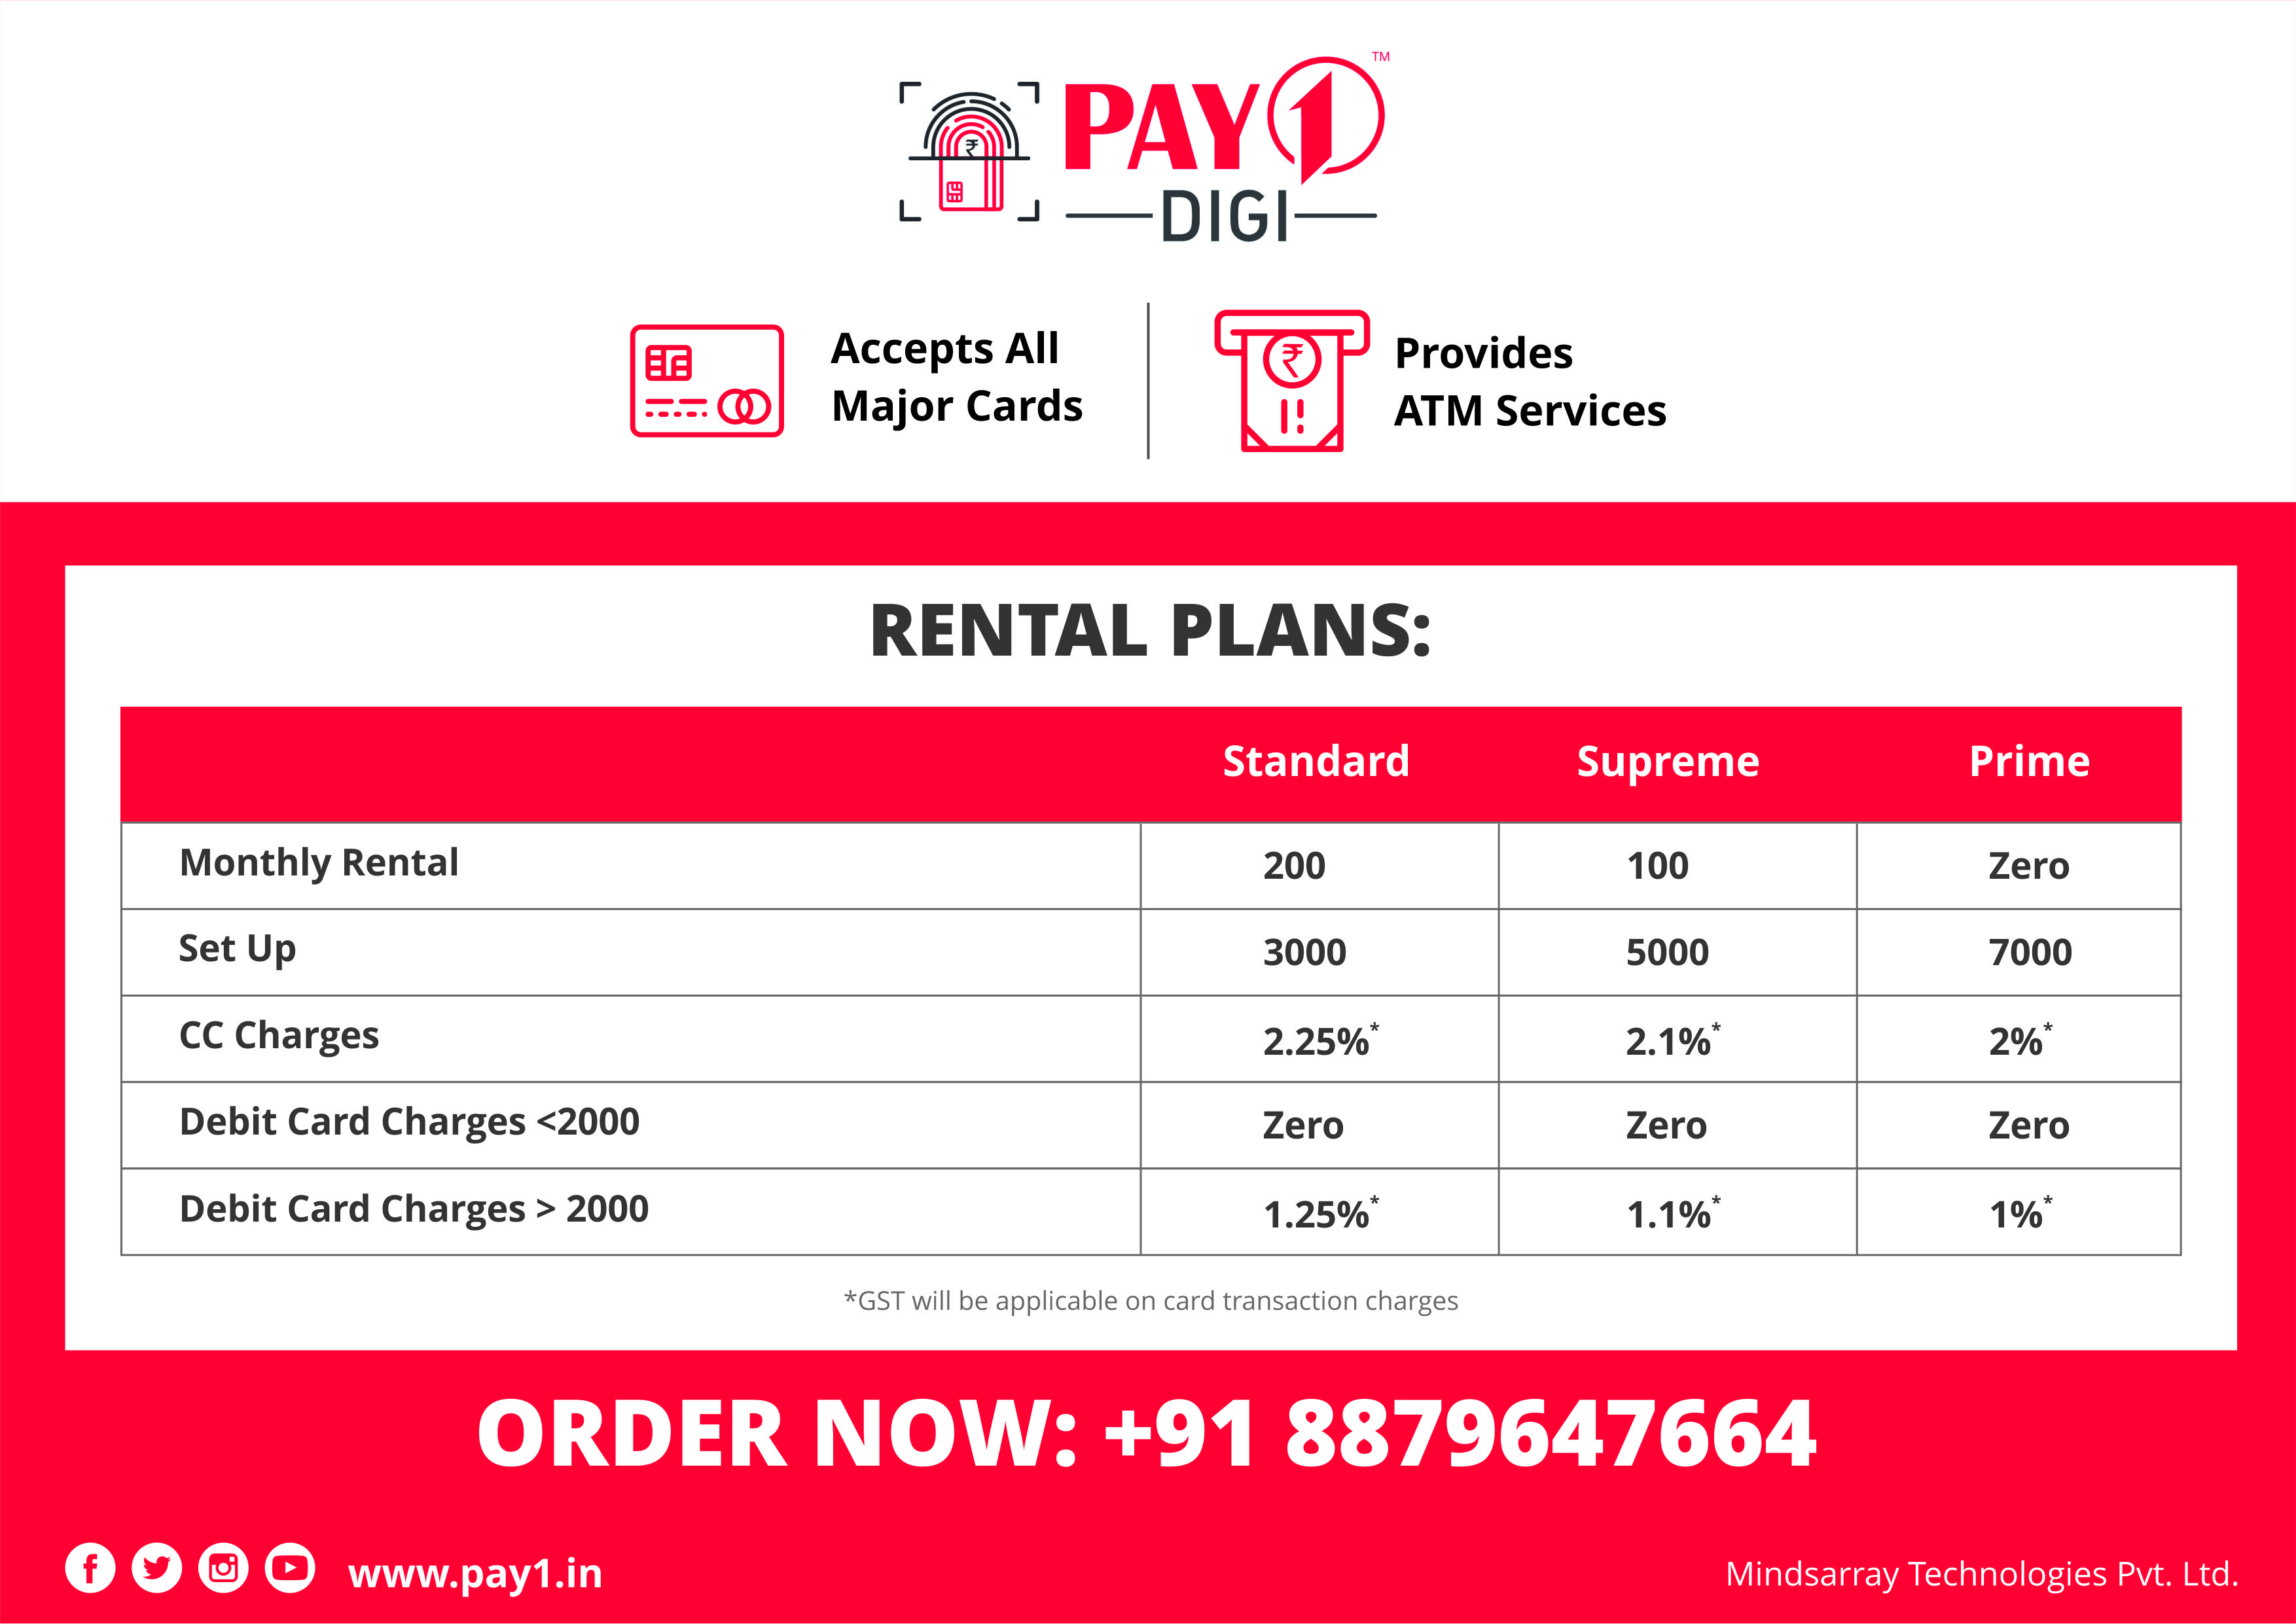 PAY1 ™
DIGI
Accepts All
Major Cards
Provides
ATM Services
RENTAL PLANS:
Standard Supreme Prime
Monthly Rental 200 100 Zero
Set Up 3000 5000 7000
CC Charges 2.25%* 2.1%* 2%*
Debit Card Charges <2000 Zero Zero Zero
Debit Card Charges > 2000 1.25%* 1.1%* 1%*
*GST will be applicable on card transaction charges
ORDER NOW: +91 8879647664
www.pay1.in
Mindsarray Technologies Pvt. Ltd.